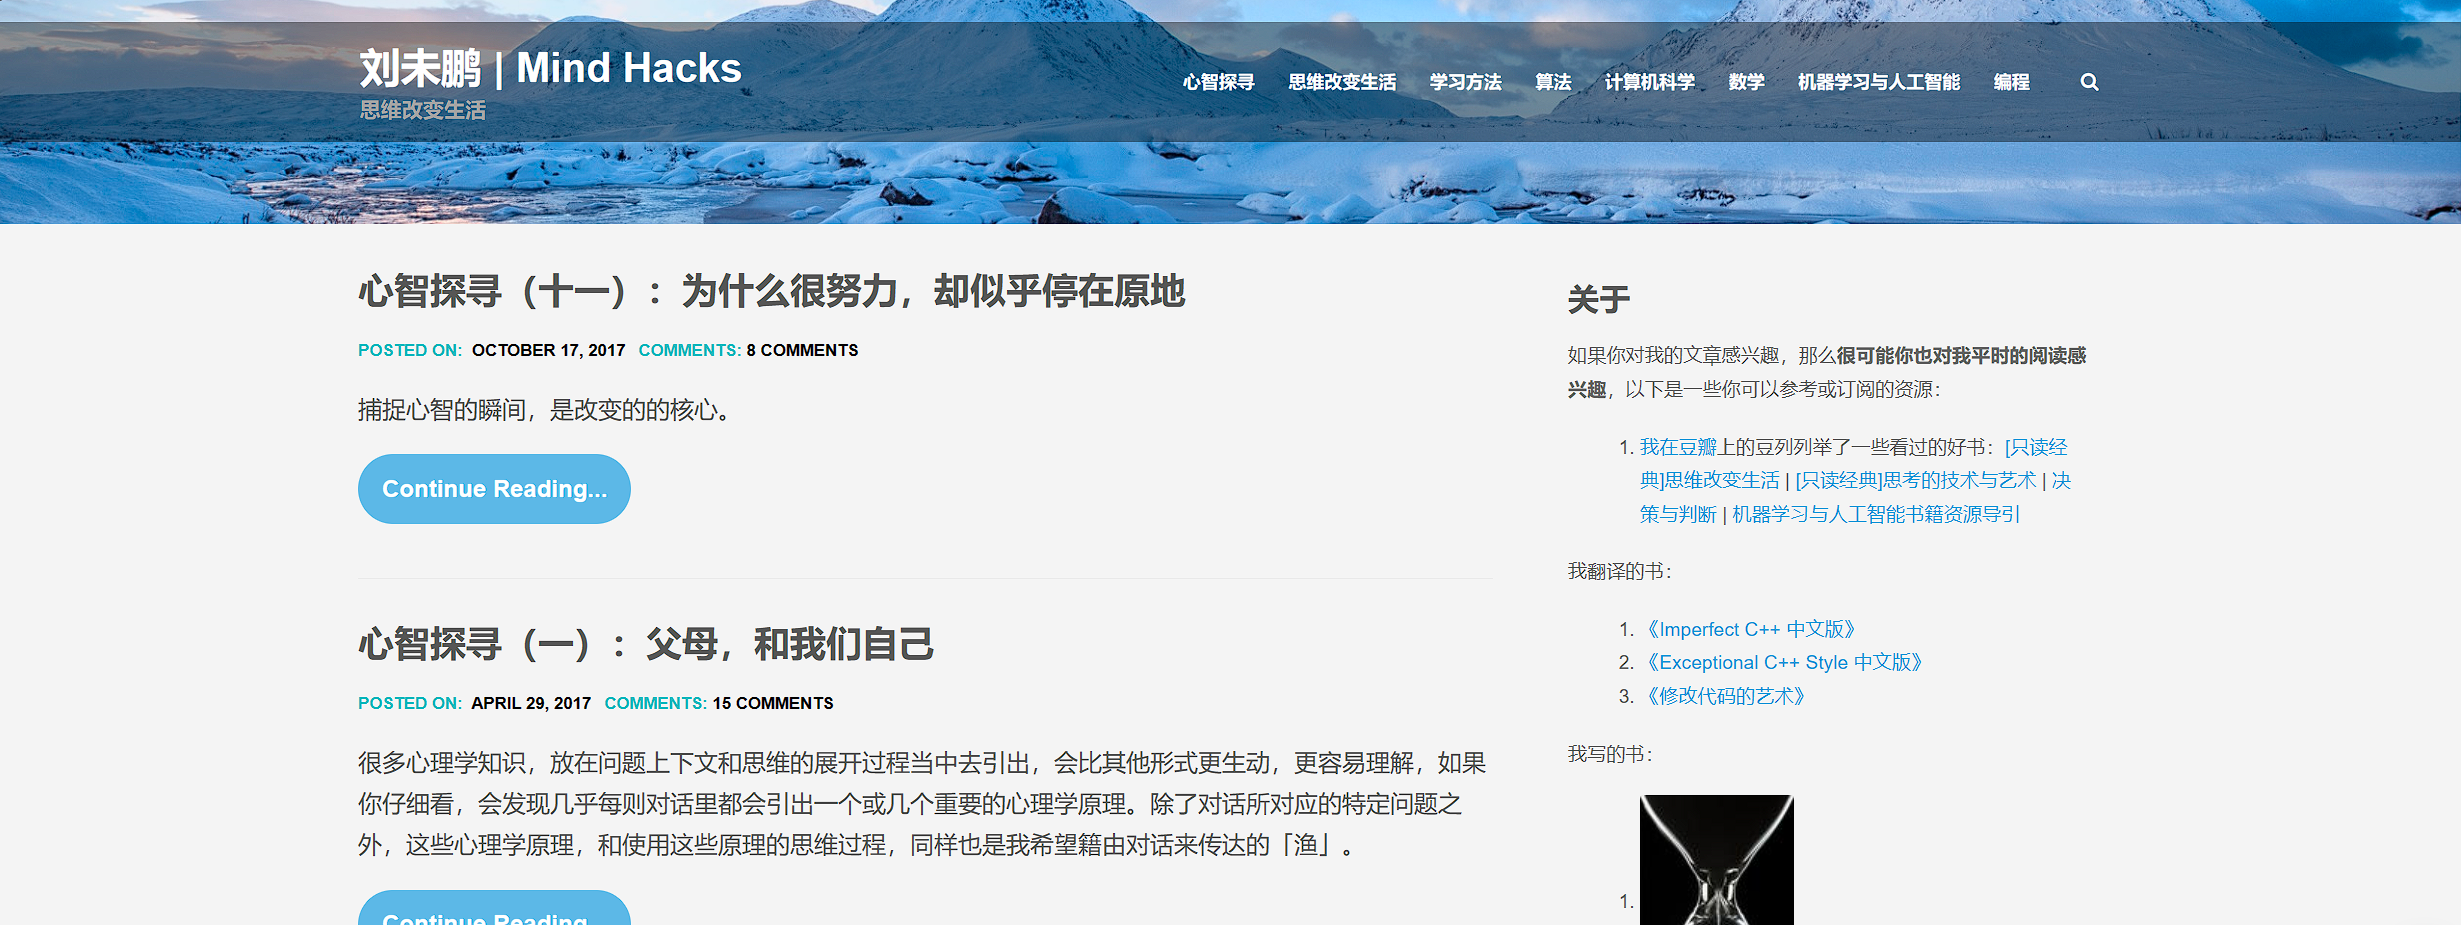 刘未鹏 | Mind Hacks
思维改变生活
心智探寻 思维改变生活 学习方法 算法 计算机科学 数学 机器学习与人工智能 编程
心智探寻（十一）：为什么很努力，却似乎停在原地
POSTED ON: OCTOBER 17, 2017 COMMENTS: 8 COMMENTS
捕捉心智的瞬间，是改变的的核心。
Continue Reading...
心智探寻（一）：父母，和我们自己
POSTED ON: APRIL 29, 2017 COMMENTS: 15 COMMENTS
很多心理学知识，放在问题上下文和思维的展开过程当中去引出，会比其他形式更生动，更容易理解，如果
你仔细看，会发现几乎每则对话里都会引出一个或几个重要的心理学原理。除了对话所对应的特定问题之
外，这些心理学原理，和使用这些原理的思维过程，同样也是我希望籍由对话来传达的「渔」。
Continue Reading...
关于
如果你对我的文章感兴趣，那么很可能你也对我平时的阅读感
兴趣，以下是一些你可以参考或订阅的资源：
1. 我在豆瓣上的豆列列举了一些看过的好书：[只读经
典]思维改变生活 | [只读经典]思考的技术与艺术 | 决
策与判断 | 机器学习与人工智能书籍资源导引
我翻译的书：
1. 《Imperfect C++ 中文版》
2. 《Exceptional C++ Style 中文版》
3. 《修改代码的艺术》
我写的书：
1.